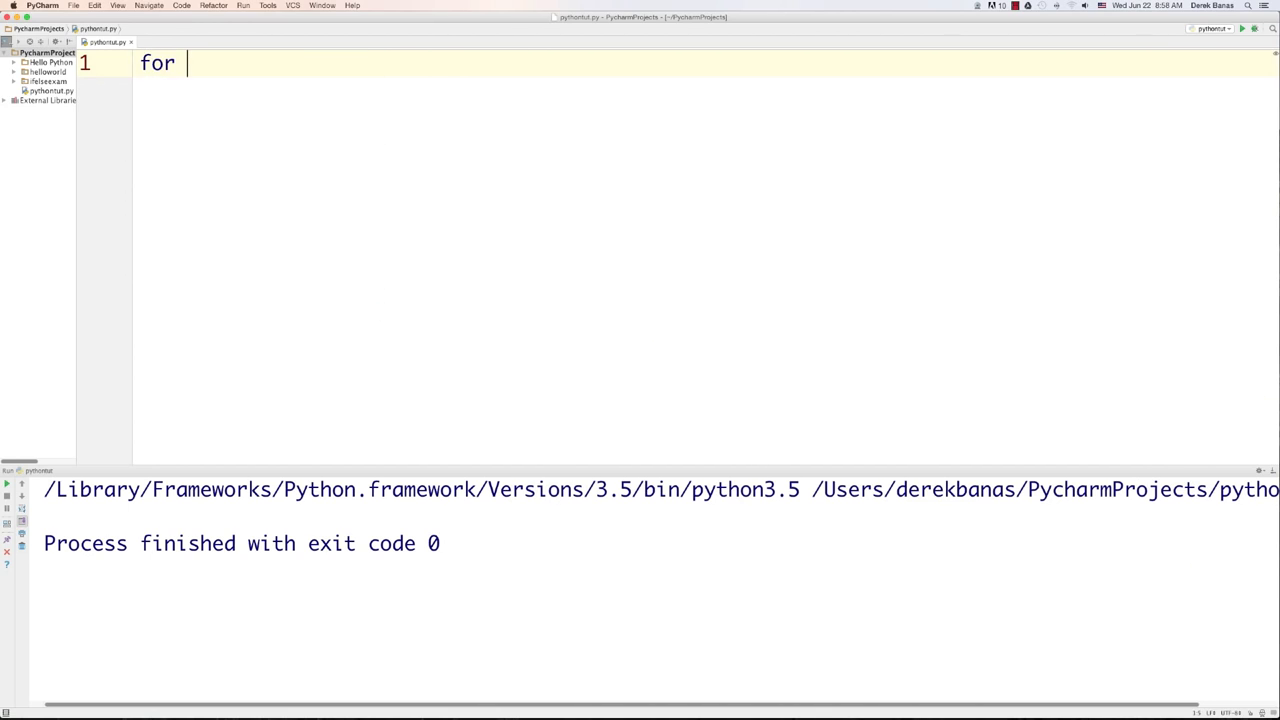 PyCharm File Edit View Navigate Code Refactor Run Tools VCS Window Help 10 Wed Jun 22 8:58 AM Derek Banas
pythontut.py - PycharmProjects - [~/PycharmProjects]
PycharmProjects pythontut.py pythontut
pythontut.py ×
PycharmProject
Hello Python
helloworld
ifelseexam
pythontut.py
External Librarie
1 for
Run pythontut
/Library/Frameworks/Python.framework/Versions/3.5/bin/python3.5 /Users/derekbanas/PycharmProjects/pytho
Process finished with exit code 0
1:5 LF UTF-8